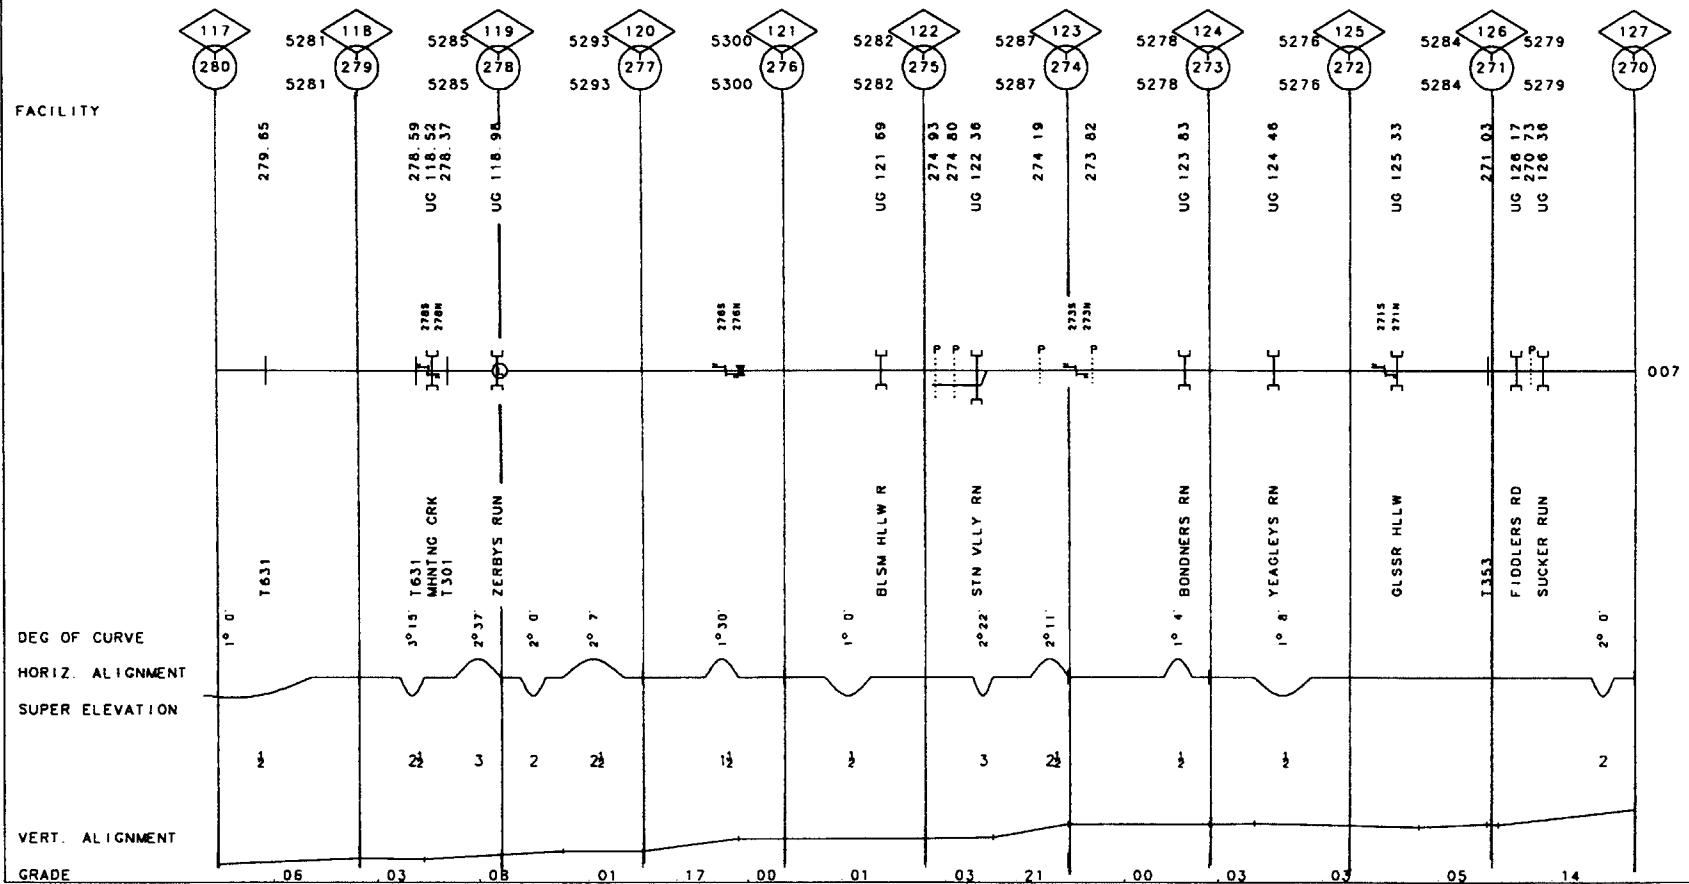 117 118 119 120 121 122 123 124 125 126 127
5281 5285 5293 5300 5282 5287 5278 5276 5284 5279
280 279 278 277 276 275 274 273 272 271 270
5281 5285 5293 5300 5282 5287 5278 5276 5284 5279
FACILITY
279.65
278.59
UG 118.52
278.37
UG 118.98
UG 121 69
274 93
274 80
UG 122 36
274 19
273 82
UG 123 83
UG 124 46
UG 125 33
271 03
UG 126 17
270 73
UG 126 36
278S
278N
276S
276N
273S
273N
271S
271N
P P P P P
007
T631
T631
MHNTNG CRK
T301
ZERBYS RUN
BLSM HLLW R
STN VLLY RN
BONDNERS RN
YEAGLEYS RN
GLSSR HLLW
T353
FIDDLERS RD
SUCKER RUN
DEG OF CURVE
1° 0' 3°15' 2°37' 2° 0' 2° 7' 1°30' 1° 0' 2°22' 2°11' 1° 4' 1° 8' 2° 0'
HORIZ. ALIGNMENT
SUPER ELEVATION
½ 2½ 3 2 2½ 1½ ½ 3 2½ ½ ½ 2
VERT. ALIGNMENT
GRADE .06 .03 .08 .01 .17 .00 .01 .03 .21 .00 .03 .03 .05 .14